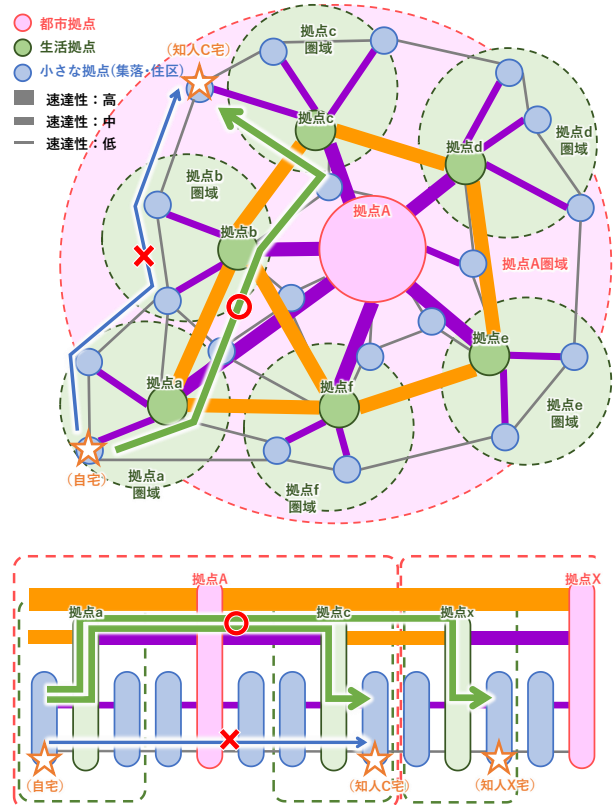 都市拠点
生活拠点
小さな拠点(集落・住区)
速達性：高
速達性：中
速達性：低
（知人C宅）
拠点c
圏域
拠点c
拠点d
拠点d
圏域
拠点b
圏域
拠点A
拠点b
拠点A圏域
拠点e
拠点a
拠点f
拠点e
圏域
（自宅）
拠点a
圏域
拠点f
圏域
拠点A
拠点X
拠点a
拠点c
拠点x
（自宅）
（知人C宅）
（知人X宅）